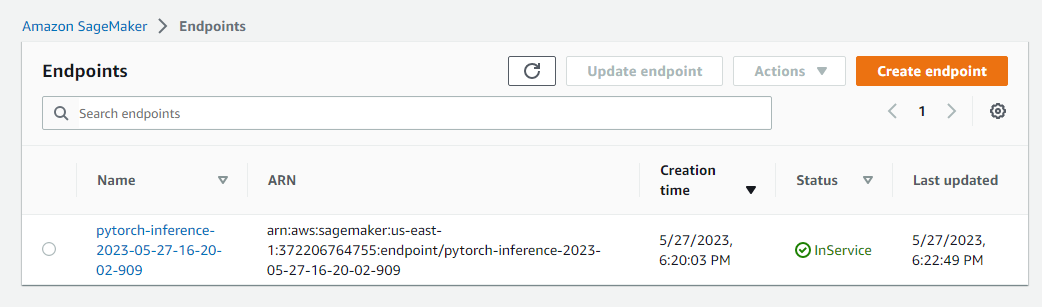 Amazon SageMaker > Endpoints
Endpoints
Update endpoint
Actions
Create endpoint
Search endpoints
1
Name
ARN
Creation
time
Status
Last updated
pytorch-inference-
2023-05-27-16-20-
02-909
arn:aws:sagemaker:us-east-
1:372206764755:endpoint/pytorch-inference-2023-
05-27-16-20-02-909
5/27/2023,
6:20:03 PM
InService
5/27/2023,
6:22:49 PM